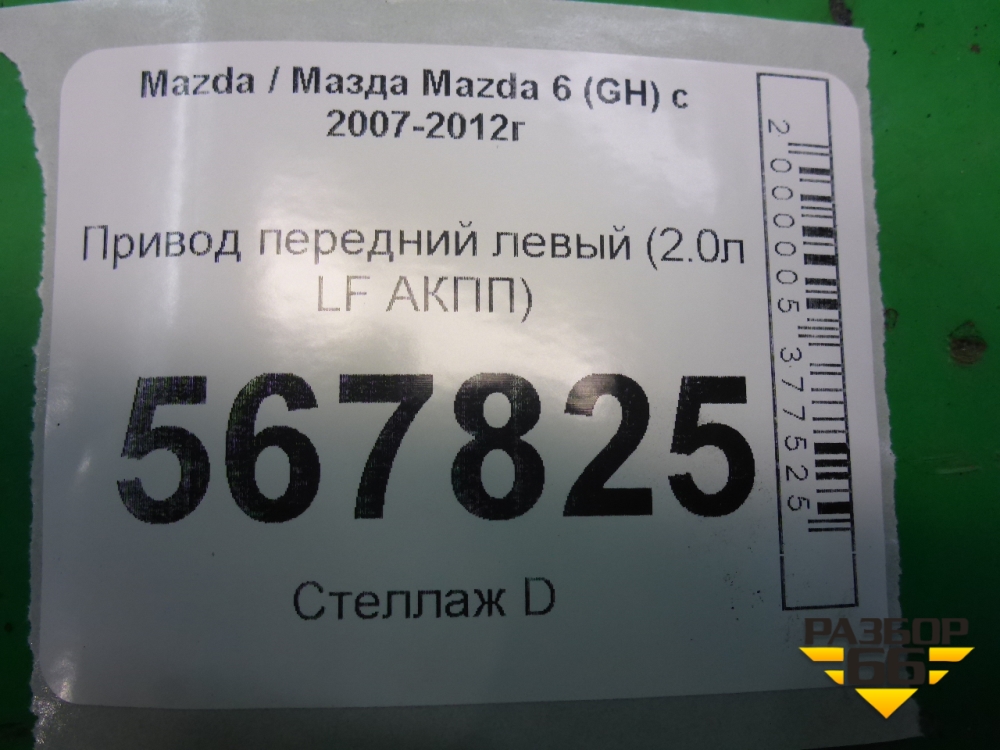 Mazda / Мазда Mazda 6 (GH) с
2007-2012г
Привод передний левый (2.0л
LF АКПП)
567825
Стеллаж D
2000005377525
РАЗБОР
66